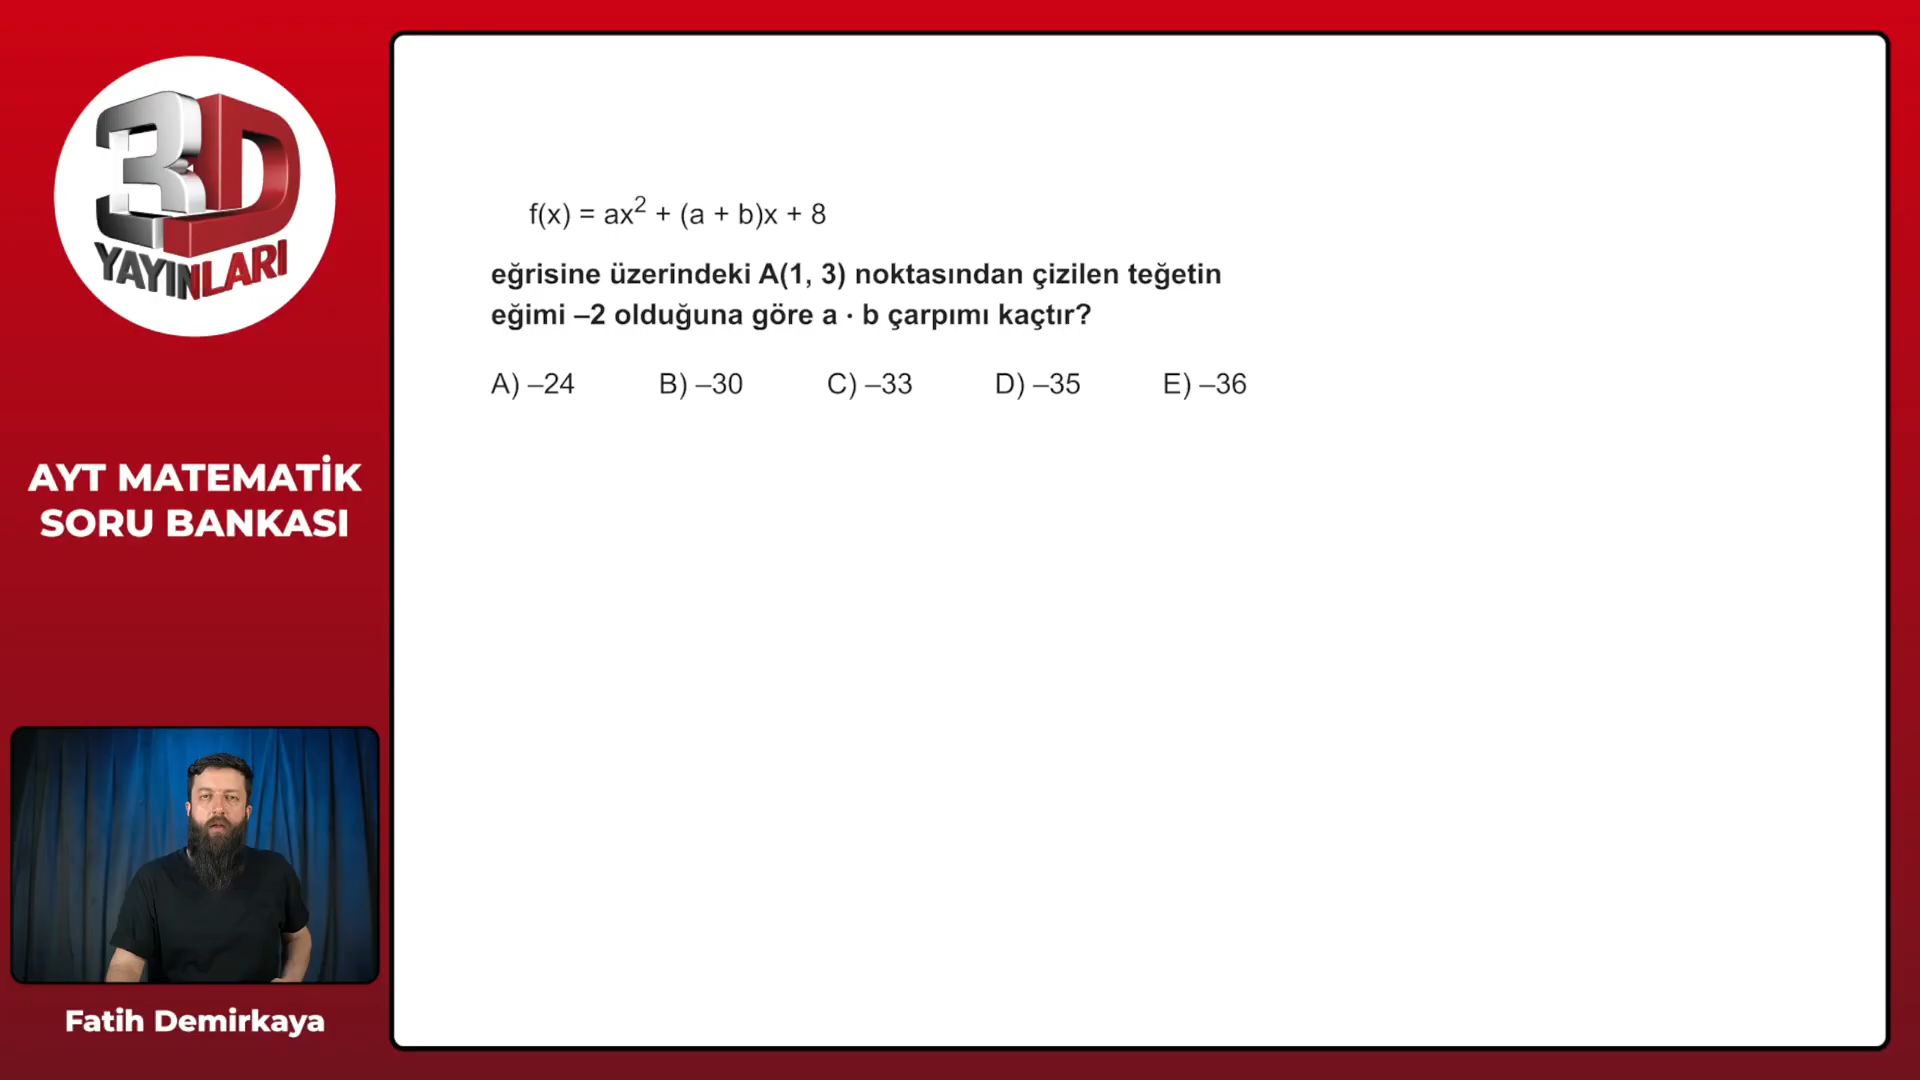 3D
YAYINLARI
AYT MATEMATİK
SORU BANKASI
Fatih Demirkaya
f(x) = ax² + (a + b)x + 8
eğrisine üzerindeki A(1, 3) noktasından çizilen teğetin
eğimi –2 olduğuna göre a · b çarpımı kaçtır?
A) –24 B) –30 C) –33 D) –35 E) –36